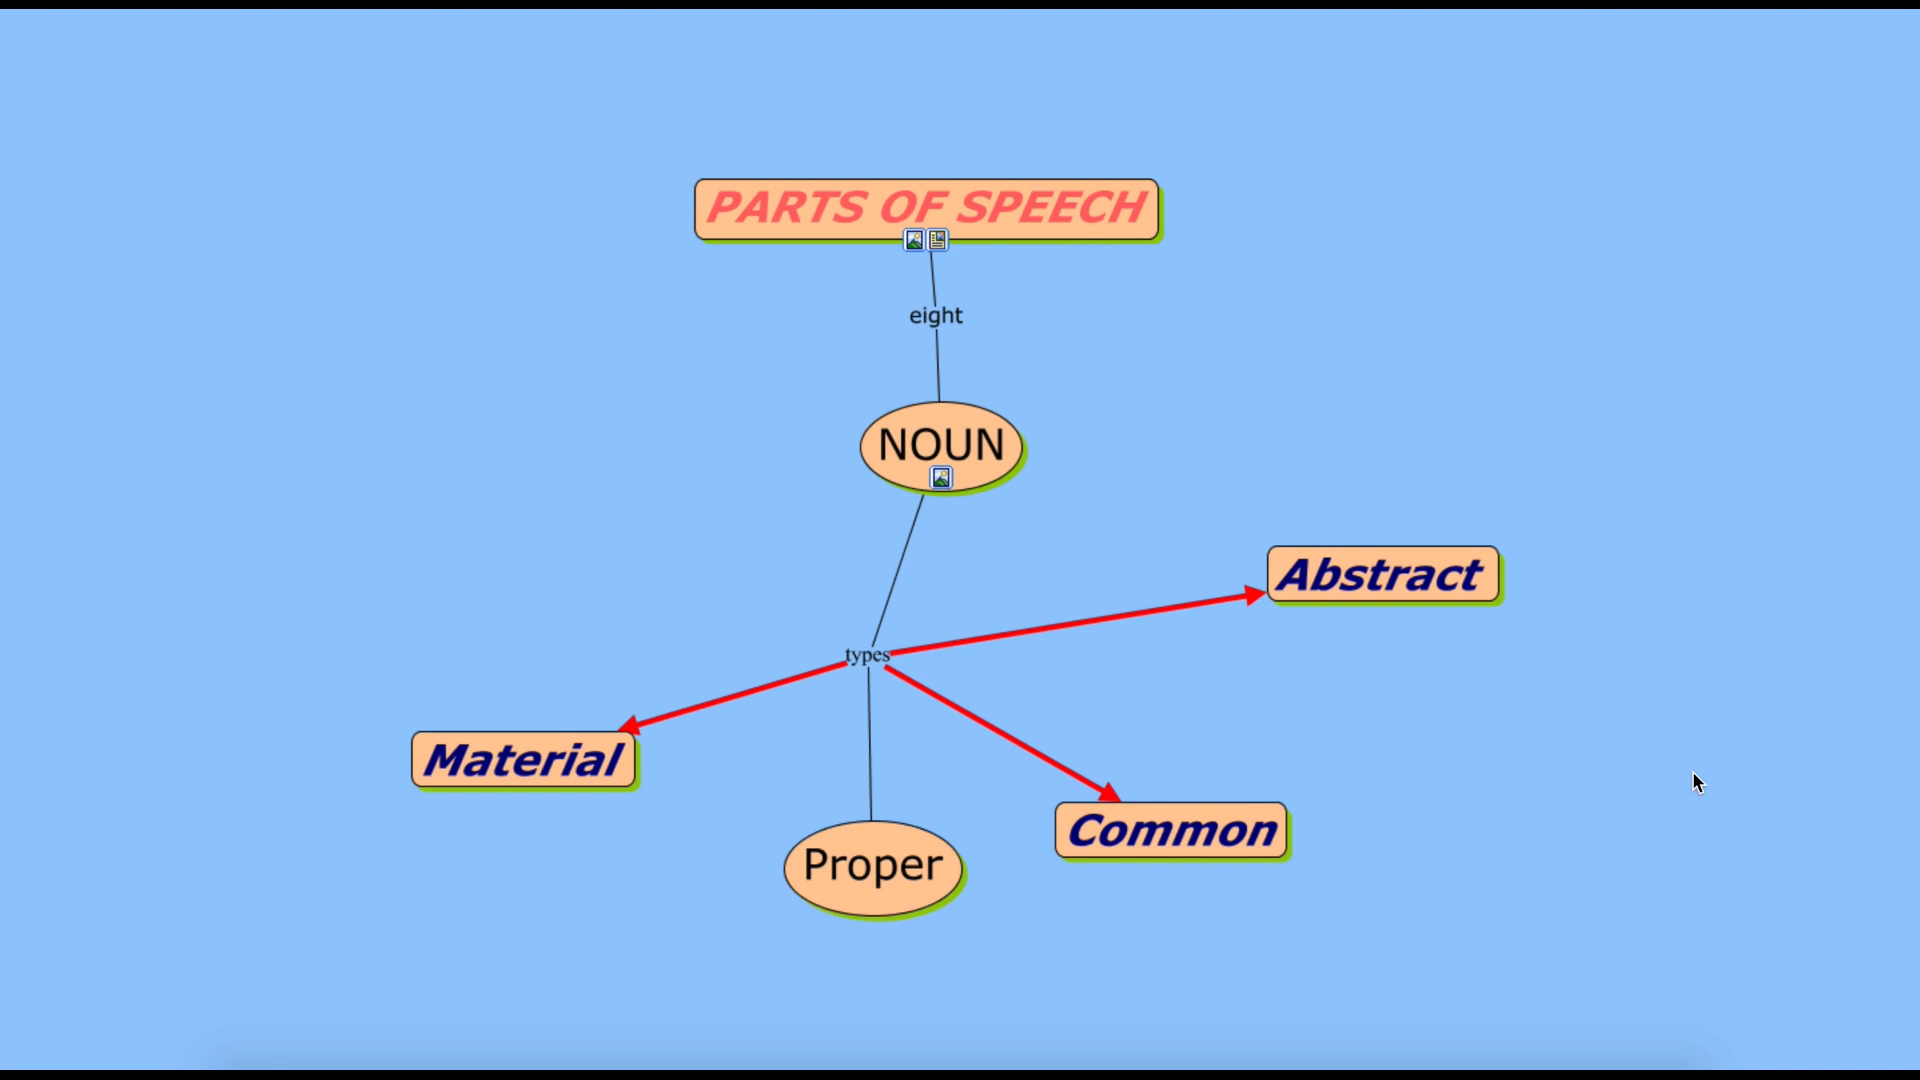 PARTS OF SPEECH
eight
NOUN
Abstract
types
Material
Common
Proper